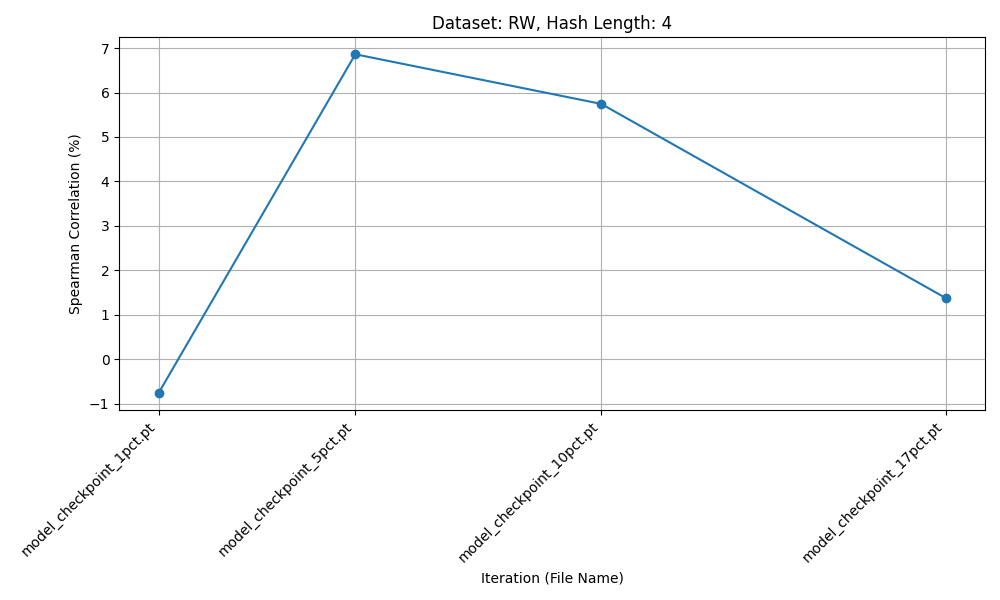 Dataset: RW, Hash Length: 4
Spearman Correlation (%)
7
6
5
4
3
2
1
0
−1
model_checkpoint_1pct.pt
model_checkpoint_5pct.pt
model_checkpoint_10pct.pt
model_checkpoint_17pct.pt
Iteration (File Name)